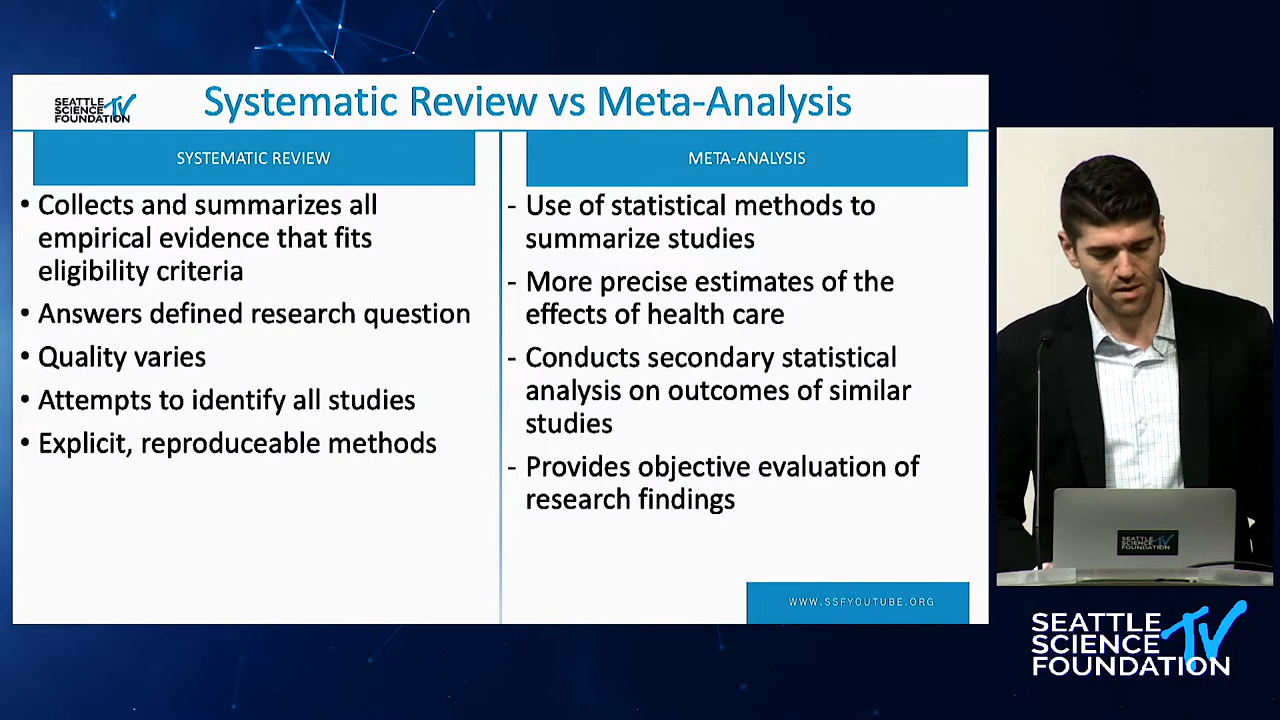 SEATTLE
SCIENCE TV
FOUNDATION
Systematic Review vs Meta-Analysis
SYSTEMATIC REVIEW
• Collects and summarizes all
empirical evidence that fits
eligibility criteria
• Answers defined research question
• Quality varies
• Attempts to identify all studies
• Explicit, reproduceable methods
META-ANALYSIS
- Use of statistical methods to
summarize studies
- More precise estimates of the
effects of health care
- Conducts secondary statistical
analysis on outcomes of similar
studies
- Provides objective evaluation of
research findings
WWW.SSFYOUTUBE.ORG
SEATTLE
SCIENCE TV
FOUNDATION
SEATTLE
SCIENCE TV
FOUNDATION